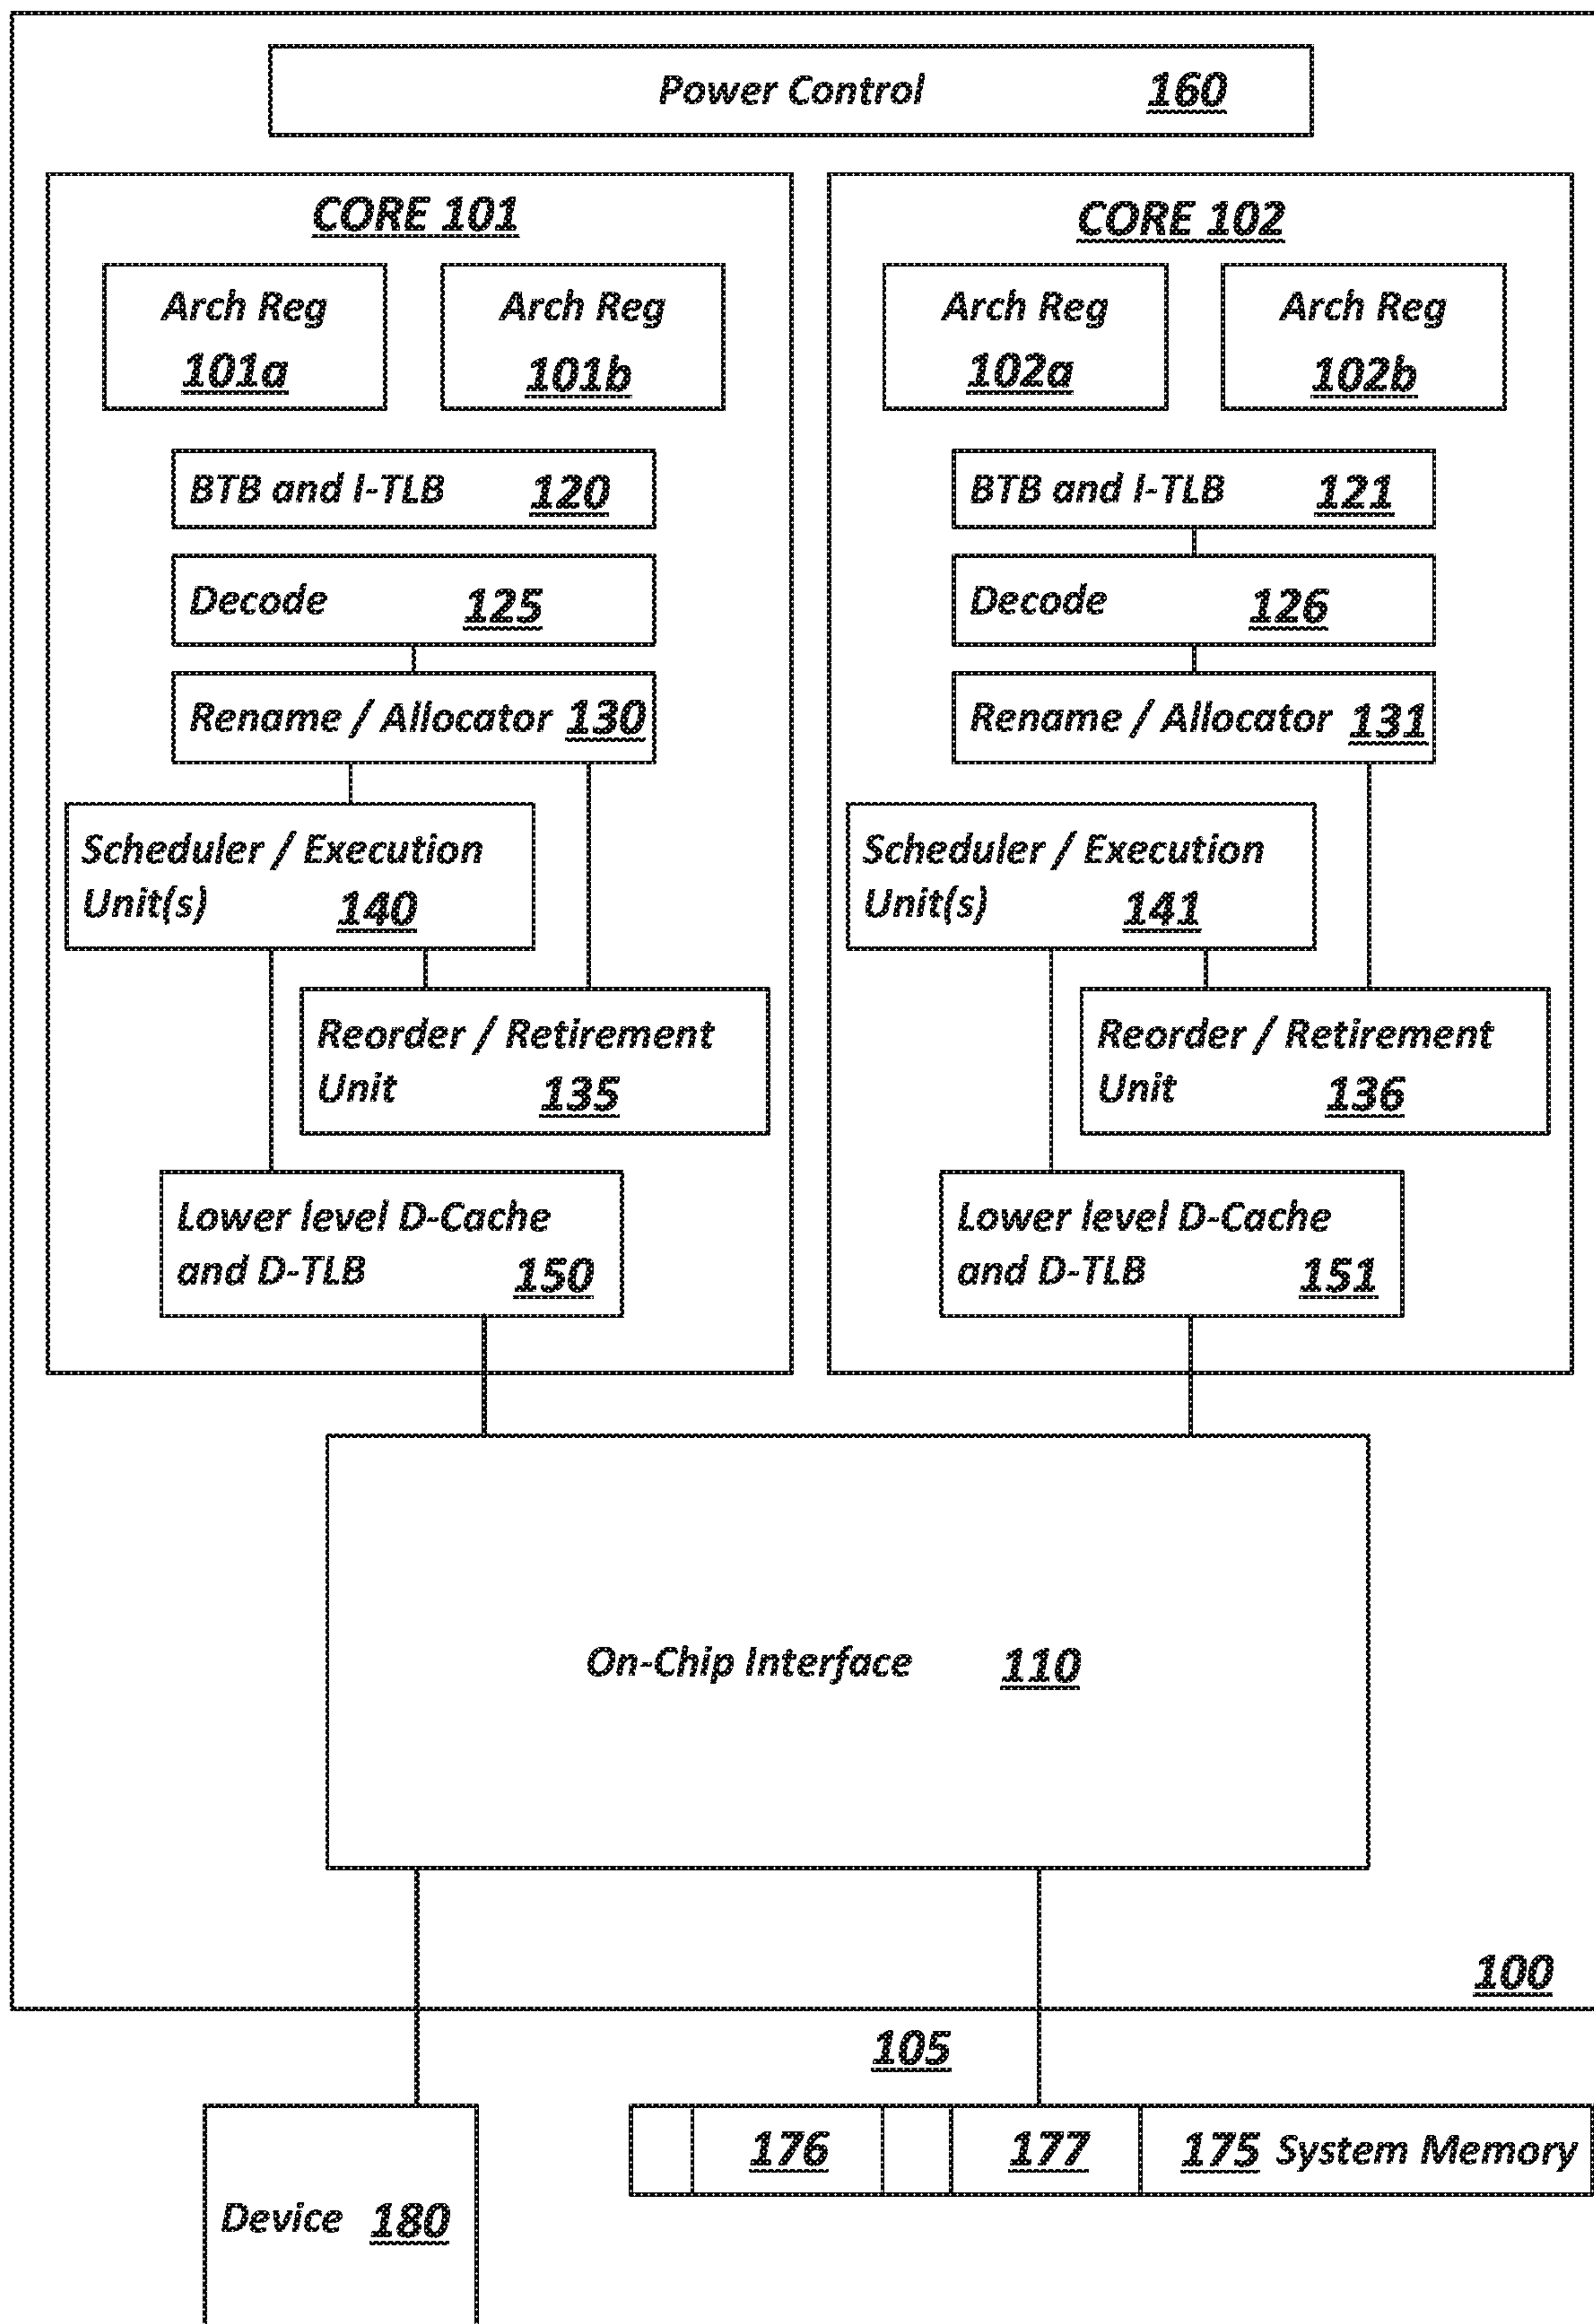 Power Control 160
CORE 101
Arch Reg
101a
Arch Reg
101b
BTB and I-TLB 120
Decode 125
Rename / Allocator 130
Scheduler / Execution
Unit(s) 140
Reorder / Retirement
Unit 135
Lower level D-Cache
and D-TLB 150
CORE 102
Arch Reg
102a
Arch Reg
102b
BTB and I-TLB 121
Decode 126
Rename / Allocator 131
Scheduler / Execution
Unit(s) 141
Reorder / Retirement
Unit 136
Lower level D-Cache
and D-TLB 151
On-Chip Interface 110
100
105
176 177 175 System Memory
Device 180